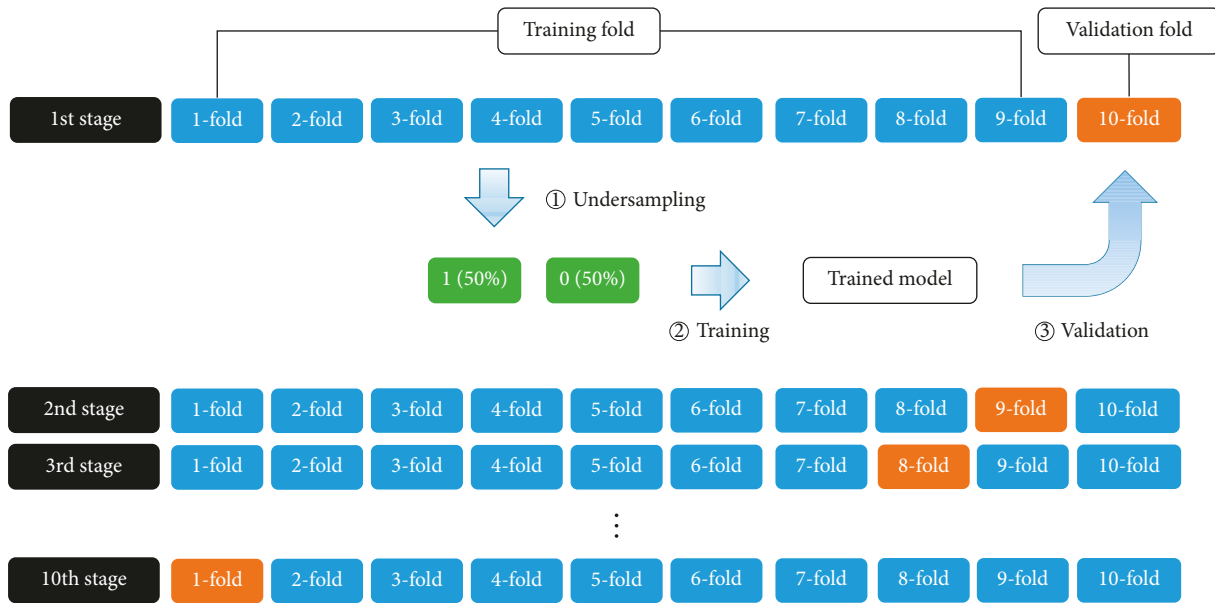 Training fold
Validation fold
1st stage 1-fold 2-fold 3-fold 4-fold 5-fold 6-fold 7-fold 8-fold 9-fold 10-fold
① Undersampling
1 (50%) 0 (50%) Trained model
② Training
③ Validation
2nd stage 1-fold 2-fold 3-fold 4-fold 5-fold 6-fold 7-fold 8-fold 9-fold 10-fold
3rd stage 1-fold 2-fold 3-fold 4-fold 5-fold 6-fold 7-fold 8-fold 9-fold 10-fold
⋮
10th stage 1-fold 2-fold 3-fold 4-fold 5-fold 6-fold 7-fold 8-fold 9-fold 10-fold